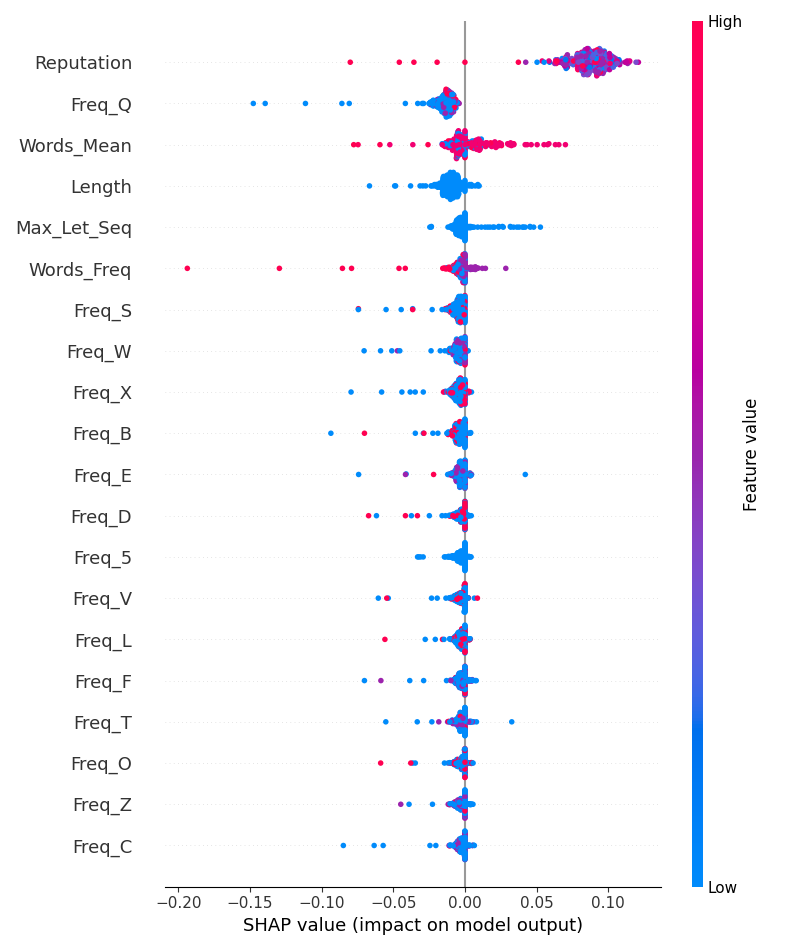 High
Reputation
Freq_Q
Words_Mean
Length
Max_Let_Seq
Words_Freq
Freq_S
Freq_W
Freq_X
Freq_B
Freq_E
Freq_D
Freq_5
Freq_V
Freq_L
Freq_F
Freq_T
Freq_O
Freq_Z
Freq_C
Feature value
Low
−0.20 −0.15 −0.10 −0.05 0.00 0.05 0.10
SHAP value (impact on model output)